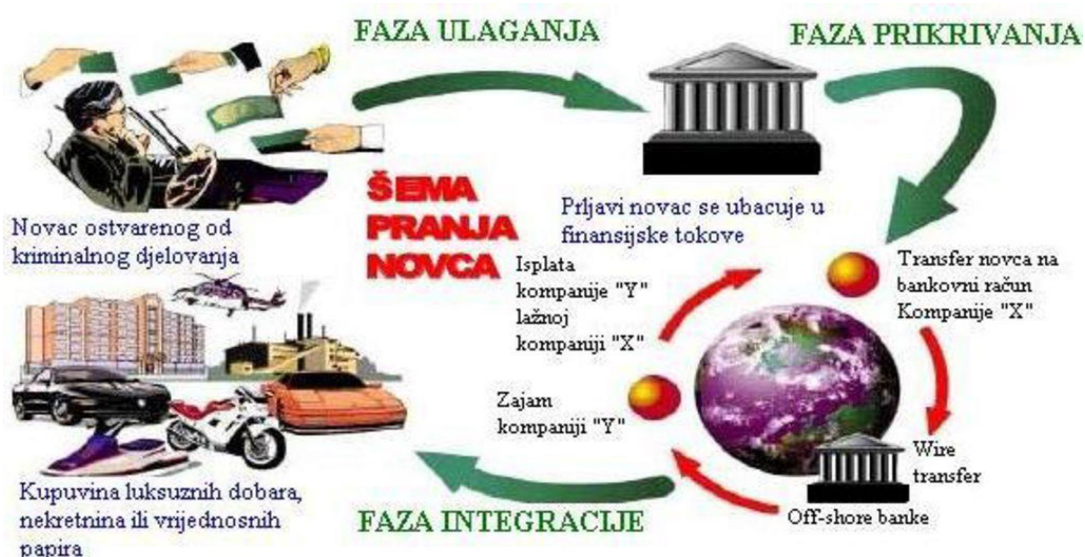 FAZA ULAGANJA
FAZA PRIKRIVANJA
Novac ostvarenog od
kriminalnog djelovanja
ŠEMA
PRANJA
NOVCA
Prljavi novac se ubacuje u
finansijske tokove
Isplata
kompanije "Y"
lažnoj
kompaniji "X"
Transfer novca na
bankovni račun
Kompanije "X"
Zajam
kompaniji "Y"
Wire
transfer
Off-shore banke
Kupuvina luksuznih dobara,
nekretnina ili vrijednosnih
papira
FAZA INTEGRACIJE